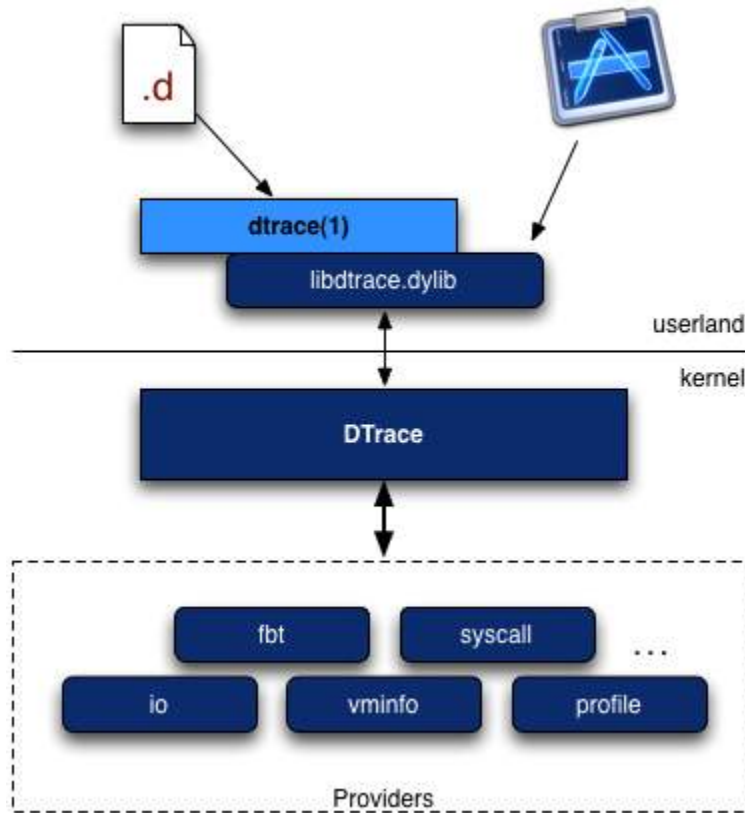 .d
dtrace(1)
libdtrace.dylib
userland
kernel
DTrace
fbt
syscall
...
io
vminfo
profile
Providers